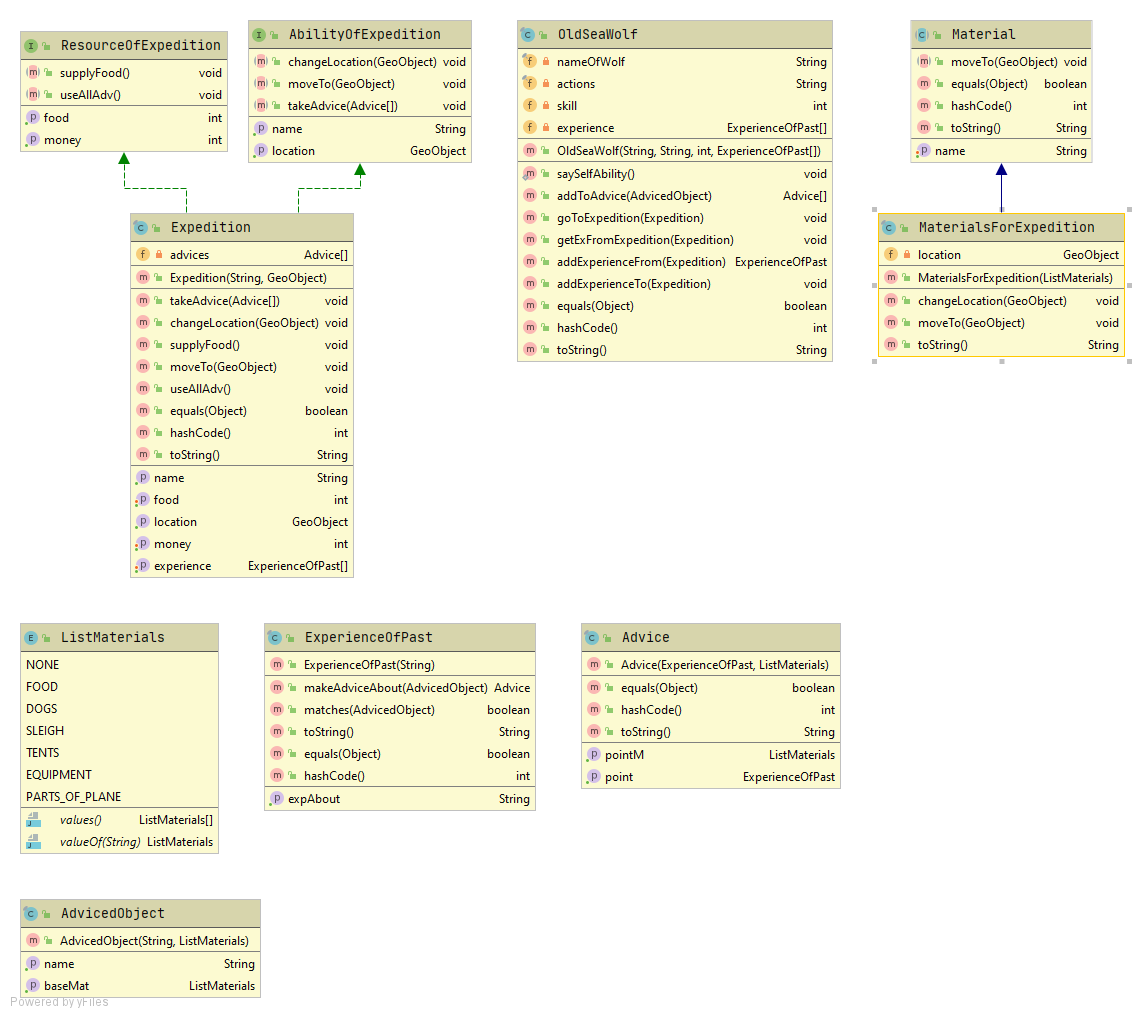 I ResourceOfExpedition
m supplyFood() void
m useAllAdv() void
p food int
p money int
I AbilityOfExpedition
m changeLocation(GeoObject) void
m moveTo(GeoObject) void
m takeAdvice(Advice[]) void
p name String
p location GeoObject
C OldSeaWolf
f nameOfWolf String
f actions String
f skill int
f experience ExperienceOfPast[]
m OldSeaWolf(String, String, int, ExperienceOfPast[])
m saySelfAbility() void
m addToAdvice(AdvicedObject) Advice[]
m goToExpedition(Expedition) void
m getExFromExpedition(Expedition) void
m addExperienceFrom(Expedition) ExperienceOfPast
m addExperienceTo(Expedition) void
m equals(Object) boolean
m hashCode() int
m toString() String
C Material
m moveTo(GeoObject) void
m equals(Object) boolean
m hashCode() int
m toString() String
p name String
C Expedition
f advices Advice[]
m Expedition(String, GeoObject)
m takeAdvice(Advice[]) void
m changeLocation(GeoObject) void
m supplyFood() void
m moveTo(GeoObject) void
m useAllAdv() void
m equals(Object) boolean
m hashCode() int
m toString() String
p name String
p food int
p location GeoObject
p money int
p experience ExperienceOfPast[]
C MaterialsForExpedition
f location GeoObject
m MaterialsForExpedition(ListMaterials)
m changeLocation(GeoObject) void
m moveTo(GeoObject) void
m toString() String
E ListMaterials
NONE
FOOD
DOGS
SLEIGH
TENTS
EQUIPMENT
PARTS_OF_PLANE
values() ListMaterials[]
valueOf(String) ListMaterials
C ExperienceOfPast
m ExperienceOfPast(String)
m makeAdviceAbout(AdvicedObject) Advice
m matches(AdvicedObject) boolean
m toString() String
m equals(Object) boolean
m hashCode() int
p expAbout String
C Advice
m Advice(ExperienceOfPast, ListMaterials)
m equals(Object) boolean
m hashCode() int
m toString() String
p pointM ListMaterials
p point ExperienceOfPast
C AdvicedObject
m AdvicedObject(String, ListMaterials)
p name String
p baseMat ListMaterials
Powered by yFiles